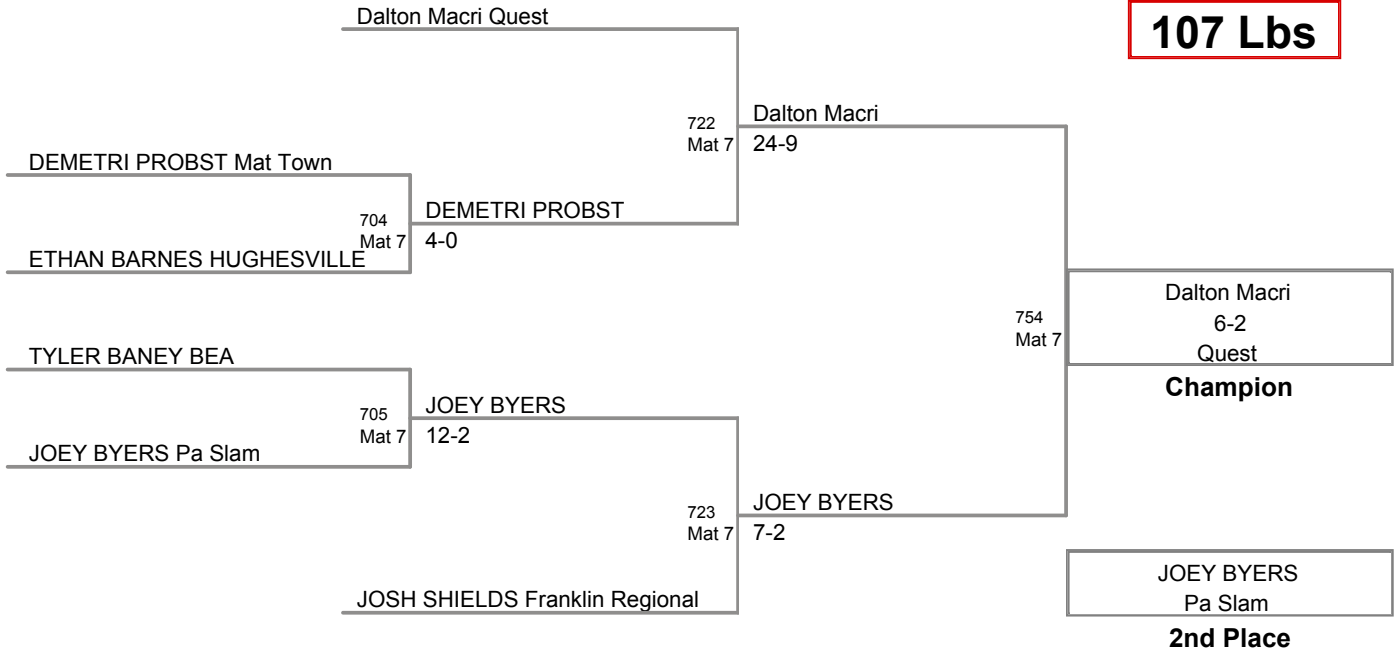 Dalton Macri Quest
107 Lbs
722
Mat 7
Dalton Macri
24-9
DEMETRI PROBST Mat Town
704
Mat 7
DEMETRI PROBST
4-0
ETHAN BARNES HUGHESVILLE
754
Mat 7
Dalton Macri
6-2
Quest
Champion
TYLER BANEY BEA
705
Mat 7
JOEY BYERS
12-2
JOEY BYERS Pa Slam
723
Mat 7
JOEY BYERS
7-2
JOSH SHIELDS Franklin Regional
JOEY BYERS
Pa Slam
2nd Place